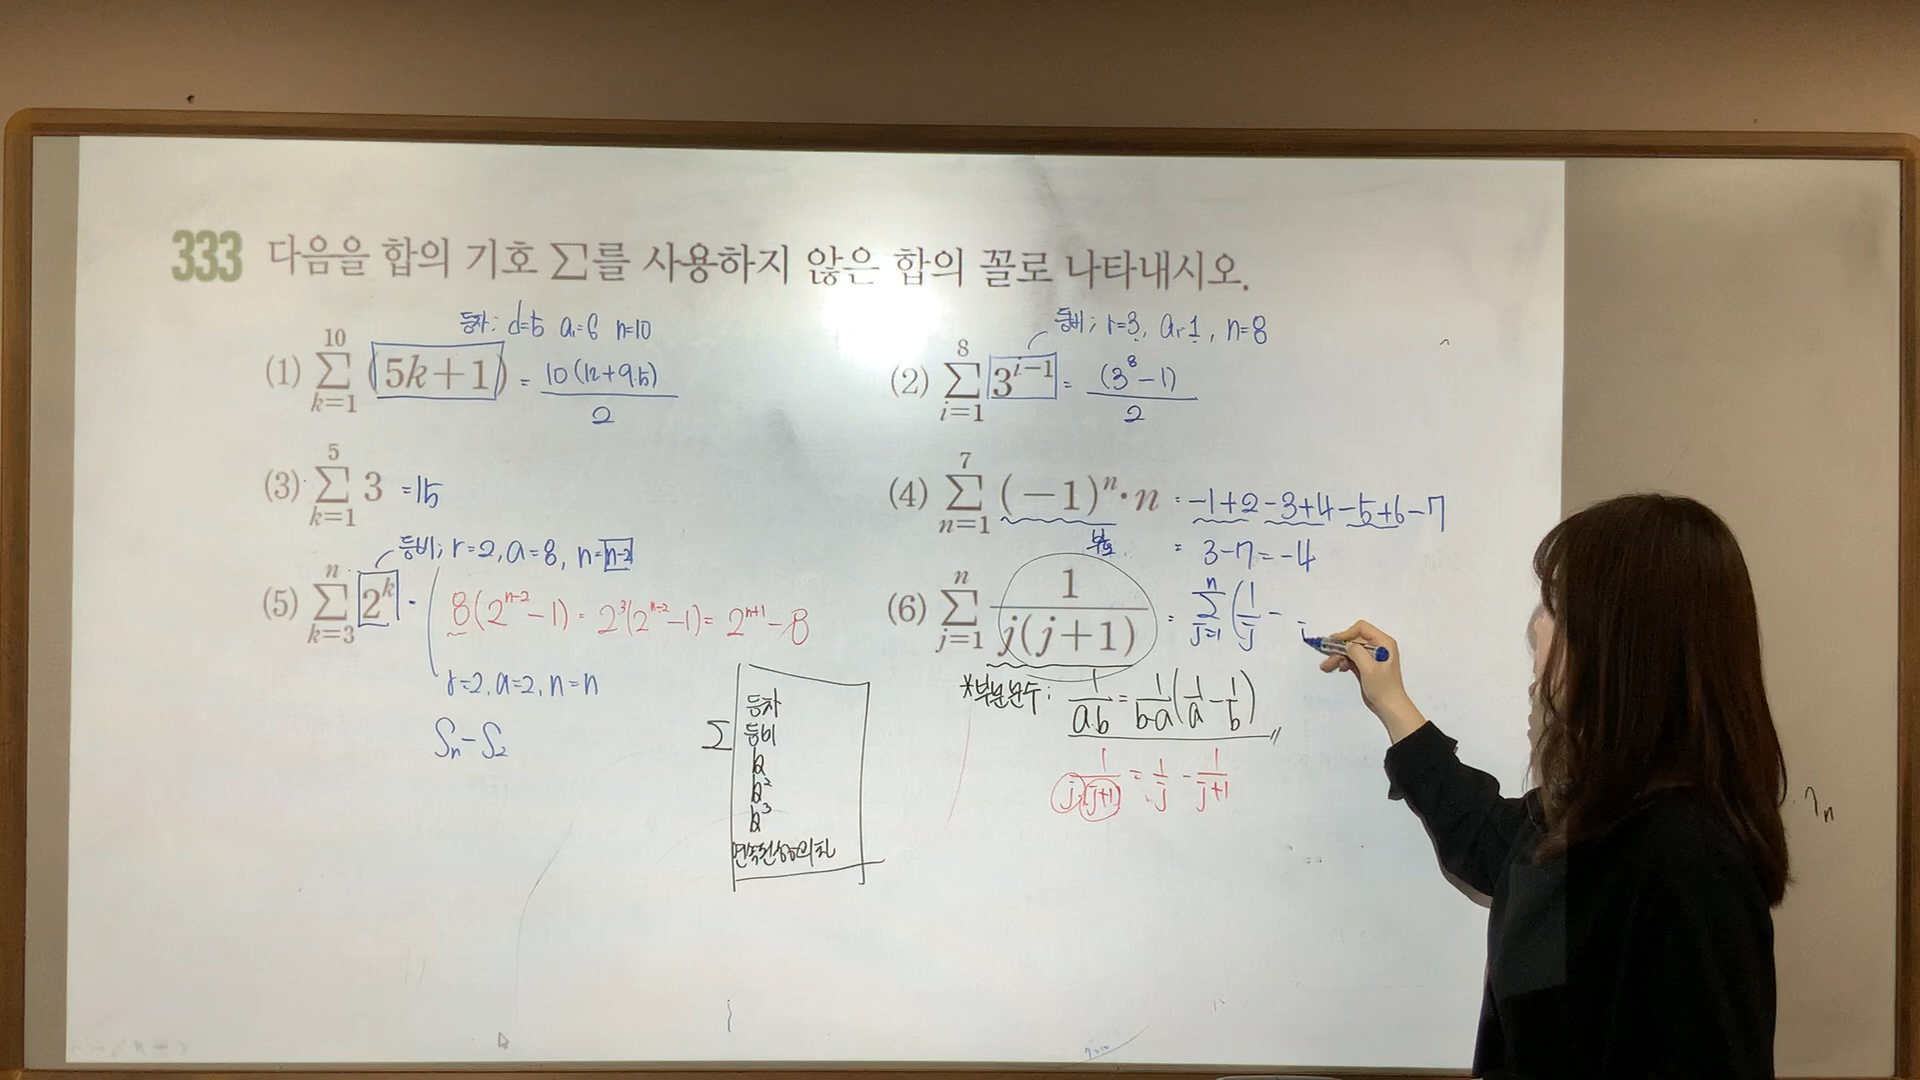 333 다음을 합의 기호 ∑를 사용하지 않은 합의 꼴로 나타내시오.
등차; d=5 a₁=6 n=10
(1) ∑_{k=1}^{10} (5k+1) = 10(12+9·5)/2
등비; r=3, a₁=1, n=8
(2) ∑_{i=1}^{8} 3^{i-1} = (3^8-1)/2
(3) ∑_{k=1}^{5} 3 = 15
(4) ∑_{n=1}^{7} (-1)^n·n = -1+2-3+4-5+6-7
부호
= 3-7=-4
등비; r=2, a=8, n=n-2
(5) ∑_{k=3}^{n} 2^k = 8(2^{n-2}-1) = 2^3(2^{n-2}-1) = 2^{n+1}-8
r=2, a=2, n=n
Sn-S2
(6) ∑_{j=1}^{n} 1/j(j+1) = ∑_{j=1}^{n} (1/j -
*부분분수; 1/a·b = 1/b-a (1/a - 1/b)
1/j·(j+1) = 1/j - 1/j+1
∑
등차
등비
k
k²
k³